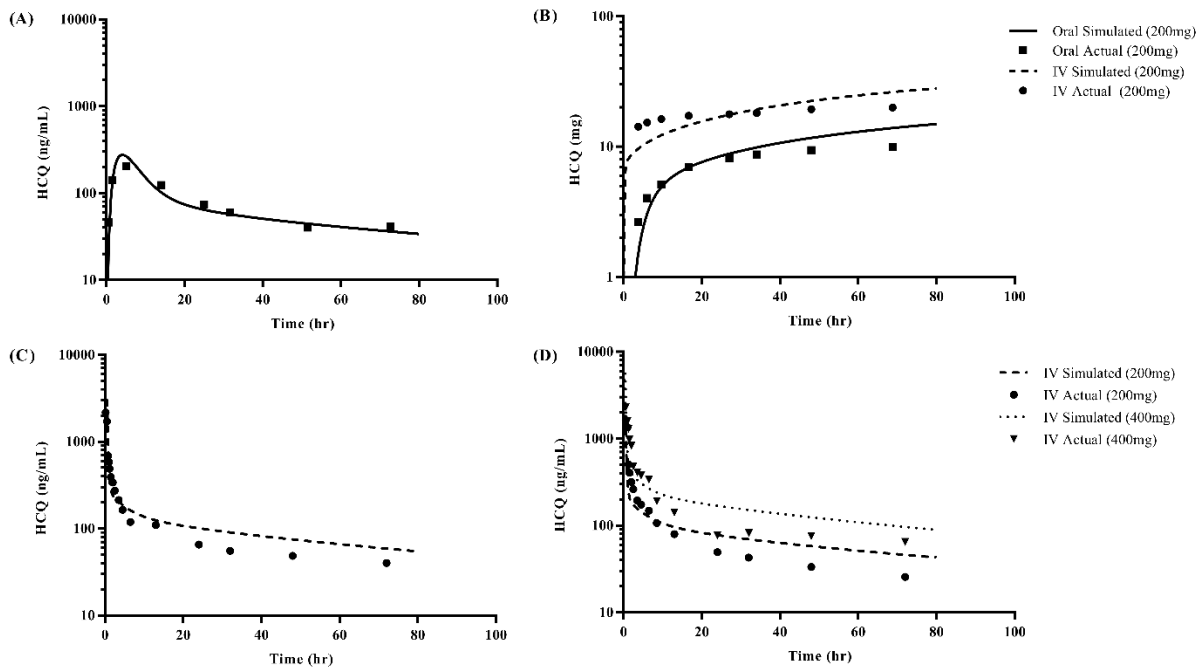 (A)
10000
1000
100
10
HCQ (ng/mL)
0 20 40 60 80 100
Time (hr)
(B)
100
10
1
HCQ (mg)
0 20 40 60 80 100
Time (hr)
Oral Simulated (200mg)
Oral Actual (200mg)
IV Simulated (200mg)
IV Actual (200mg)
(C)
10000
1000
100
10
HCQ (ng/mL)
0 20 40 60 80 100
Time (hr)
(D)
10000
1000
100
10
HCQ (ng/mL)
0 20 40 60 80 100
Time (hr)
IV Simulated (200mg)
IV Actual (200mg)
IV Simulated (400mg)
IV Actual (400mg)